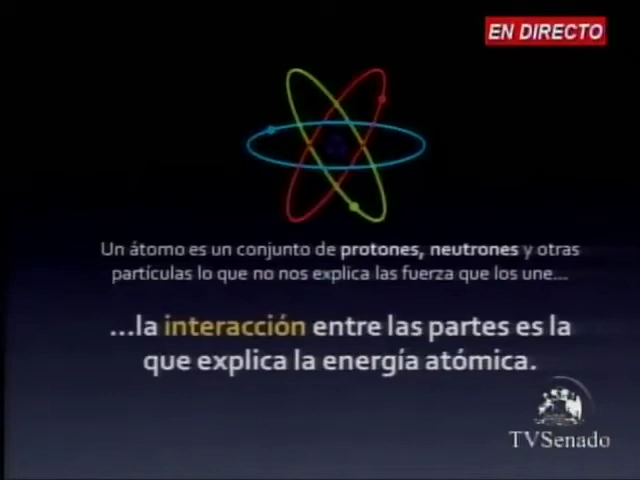 EN DIRECTO
Un átomo es un conjunto de protones, neutrones y otras
partículas lo que no nos explica las fuerza que los une...
...la interacción entre las partes es la
que explica la energía atómica.
TVSenado